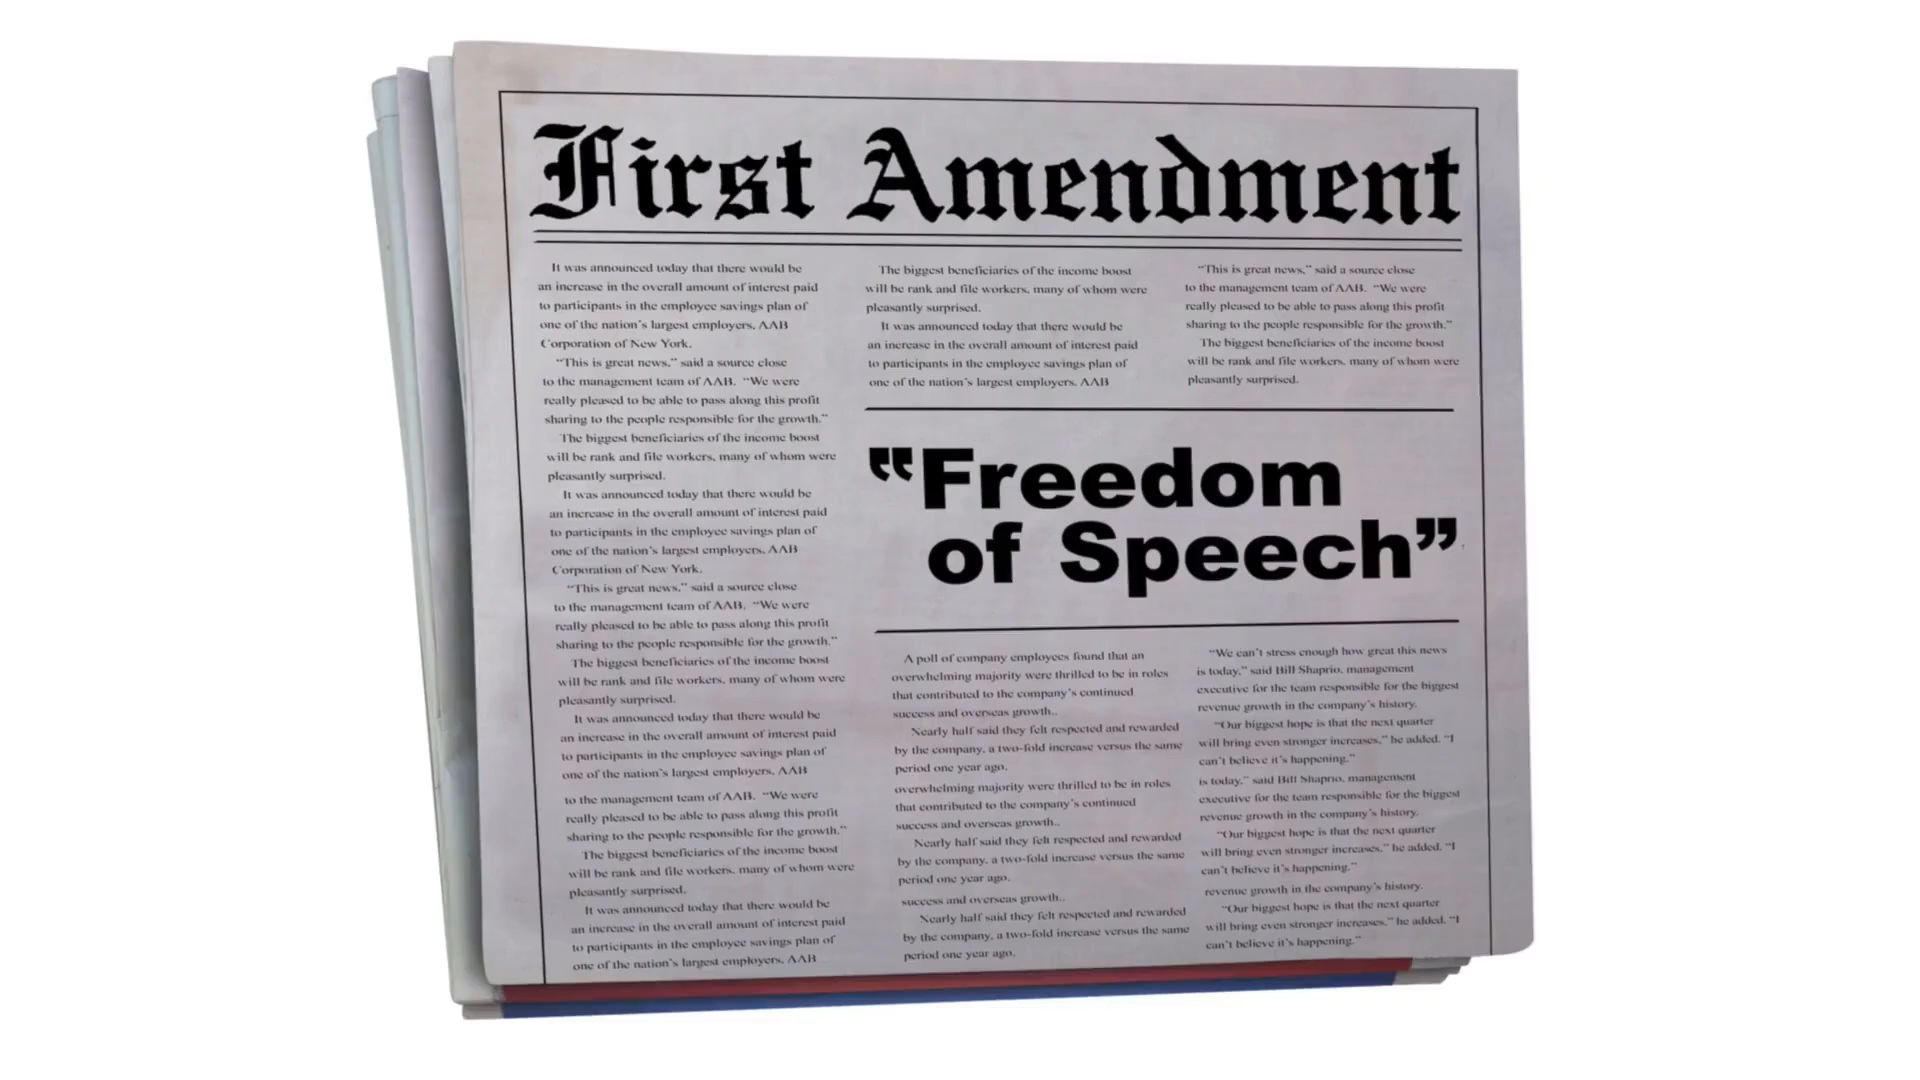 First Amendment
It was announced today that there would be
an increase in the overall amount of interest paid
to participants in the employee savings plan of
one of the nation's largest employers, AAB
Corporation of New York.
"This is great news," said a source close
to the management team of AAB. "We were
really pleased to be able to pass along this profit
sharing to the people responsible for the growth."
The biggest beneficiaries of the income boost
will be rank and file workers, many of whom were
pleasantly surprised.
It was announced today that there would be
an increase in the overall amount of interest paid
to participants in the employee savings plan of
one of the nation's largest employers, AAB
Corporation of New York.
"This is great news," said a source close
to the management team of AAB. "We were
really pleased to be able to pass along this profit
sharing to the people responsible for the growth."
The biggest beneficiaries of the income boost
will be rank and file workers, many of whom were
pleasantly surprised.
It was announced today that there would be
an increase in the overall amount of interest paid
to participants in the employee savings plan of
one of the nation's largest employers, AAB
to the management team of AAB. "We were
really pleased to be able to pass along this profit
sharing to the people responsible for the growth."
The biggest beneficiaries of the income boost
will be rank and file workers, many of whom were
pleasantly surprised.
It was announced today that there would be
an increase in the overall amount of interest paid
to participants in the employee savings plan of
one of the nation's largest employers, AAB
The biggest beneficiaries of the income boost
will be rank and file workers, many of whom were
pleasantly surprised.
It was announced today that there would be
an increase in the overall amount of interest paid
to participants in the employee savings plan of
one of the nation's largest employers, AAB
"This is great news," said a source close
to the management team of AAB. "We were
really pleased to be able to pass along this profit
sharing to the people responsible for the growth."
The biggest beneficiaries of the income boost
will be rank and file workers, many of whom were
pleasantly surprised.
"Freedom
of Speech"
A poll of company employees found that an
overwhelming majority were thrilled to be in roles
that contributed to the company's continued
success and overseas growth..
Nearly half said they felt respected and rewarded
by the company, a two-fold increase versus the same
period one year ago.
overwhelming majority were thrilled to be in roles
that contributed to the company's continued
success and overseas growth..
Nearly half said they felt respected and rewarded
by the company, a two-fold increase versus the same
period one year ago.
success and overseas growth..
Nearly half said they felt respected and rewarded
by the company, a two-fold increase versus the same
period one year ago.
"We can't stress enough how great this news
is today," said Bill Shaprio, management
executive for the team responsible for the biggest
revenue growth in the company's history.
"Our biggest hope is that the next quarter
will bring even stronger increases," he added. "I
can't believe it's happening."
is today," said Bill Shaprio, management
executive for the team responsible for the biggest
revenue growth in the company's history.
"Our biggest hope is that the next quarter
will bring even stronger increases," he added. "I
can't believe it's happening."
revenue growth in the company's history.
"Our biggest hope is that the next quarter
will bring even stronger increases," he added. "I
can't believe it's happening."